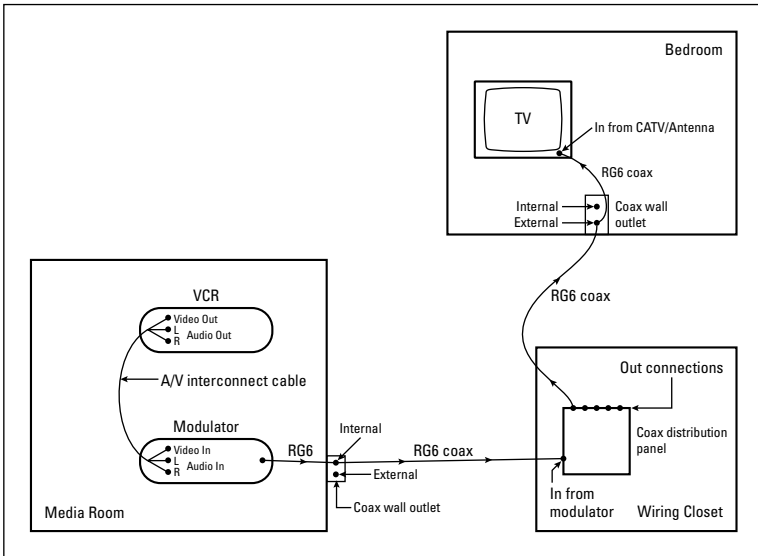 Bedroom
TV
In from CATV/Antenna
RG6 coax
Internal
External
Coax wall
outlet
RG6 coax
VCR
Video Out
L
Audio Out
R
A/V interconnect cable
Modulator
Video In
L
Audio In
R
RG6
Internal
External
Coax wall outlet
RG6 coax
Media Room
Out connections
Coax distribution
panel
In from
modulator
Wiring Closet